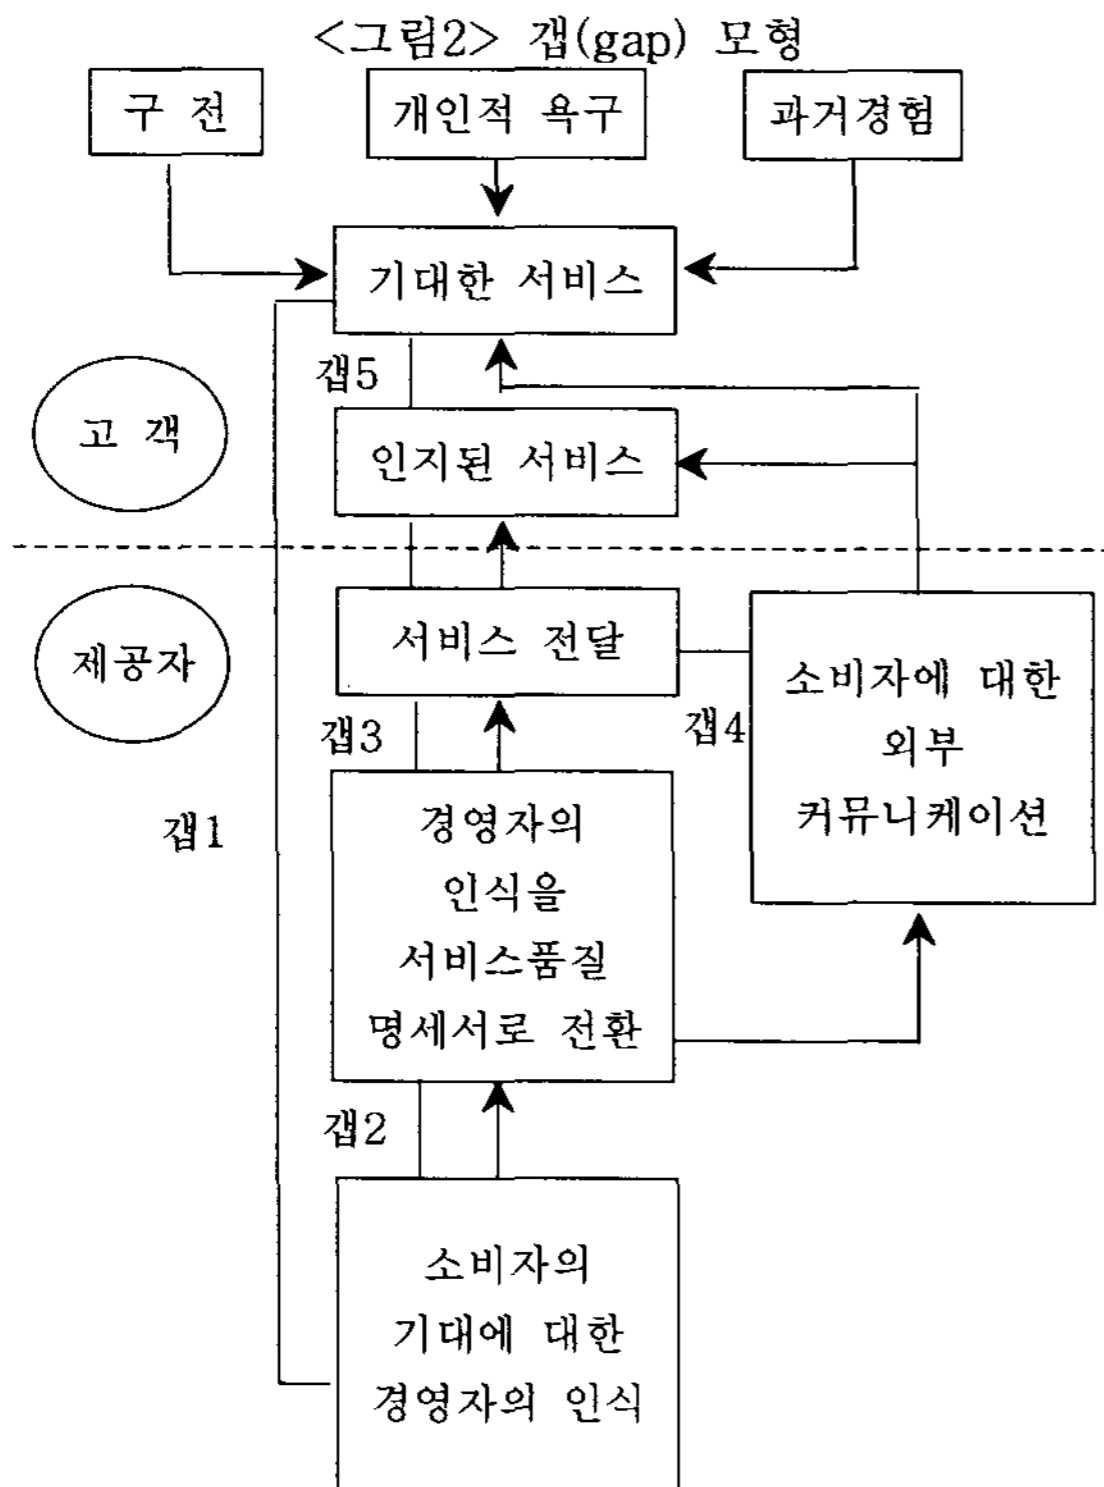 <그림2> 갭(gap) 모형
구 전
개인적 욕구
과거경험
기대한 서비스
갭5
고 객
인지된 서비스
제공자
서비스 전달
소비자에 대한
외부
커뮤니케이션
갭3
갭4
갭1
경영자의
인식을
서비스품질
명세서로 전환
갭2
소비자의
기대에 대한
경영자의 인식